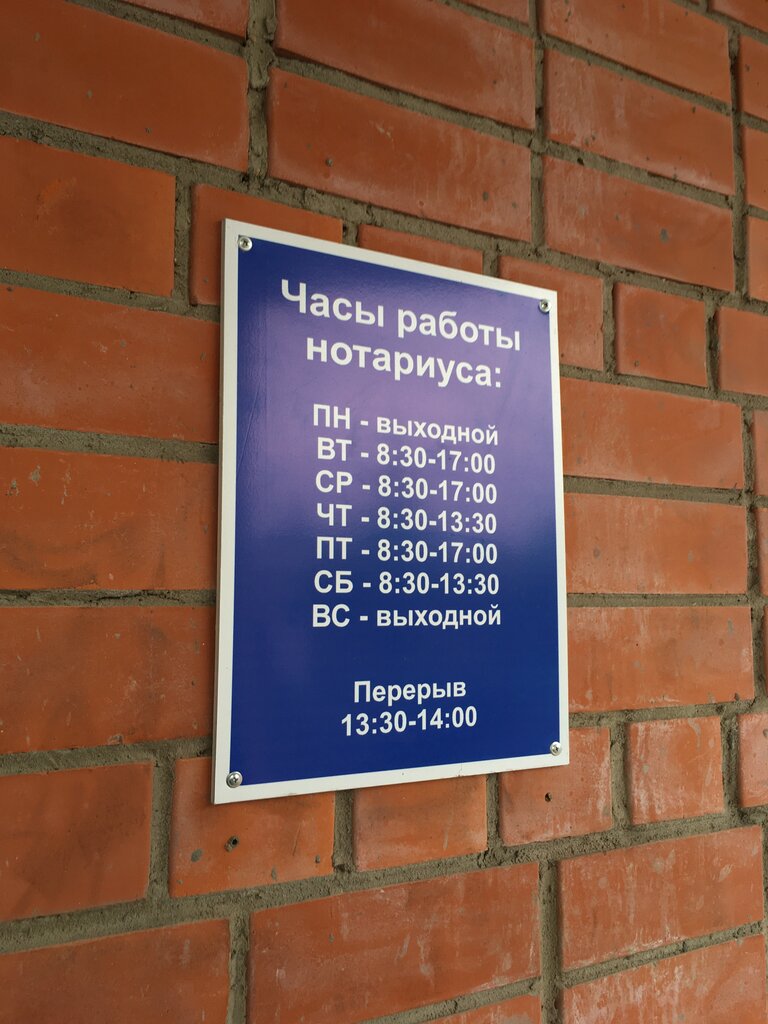 Часы работы
нотариуса:
ПН - выходной
ВТ - 8:30-17:00
СР - 8:30-17:00
ЧТ - 8:30-13:30
ПТ - 8:30-17:00
СБ - 8:30-13:30
ВС - выходной
Перерыв
13:30-14:00